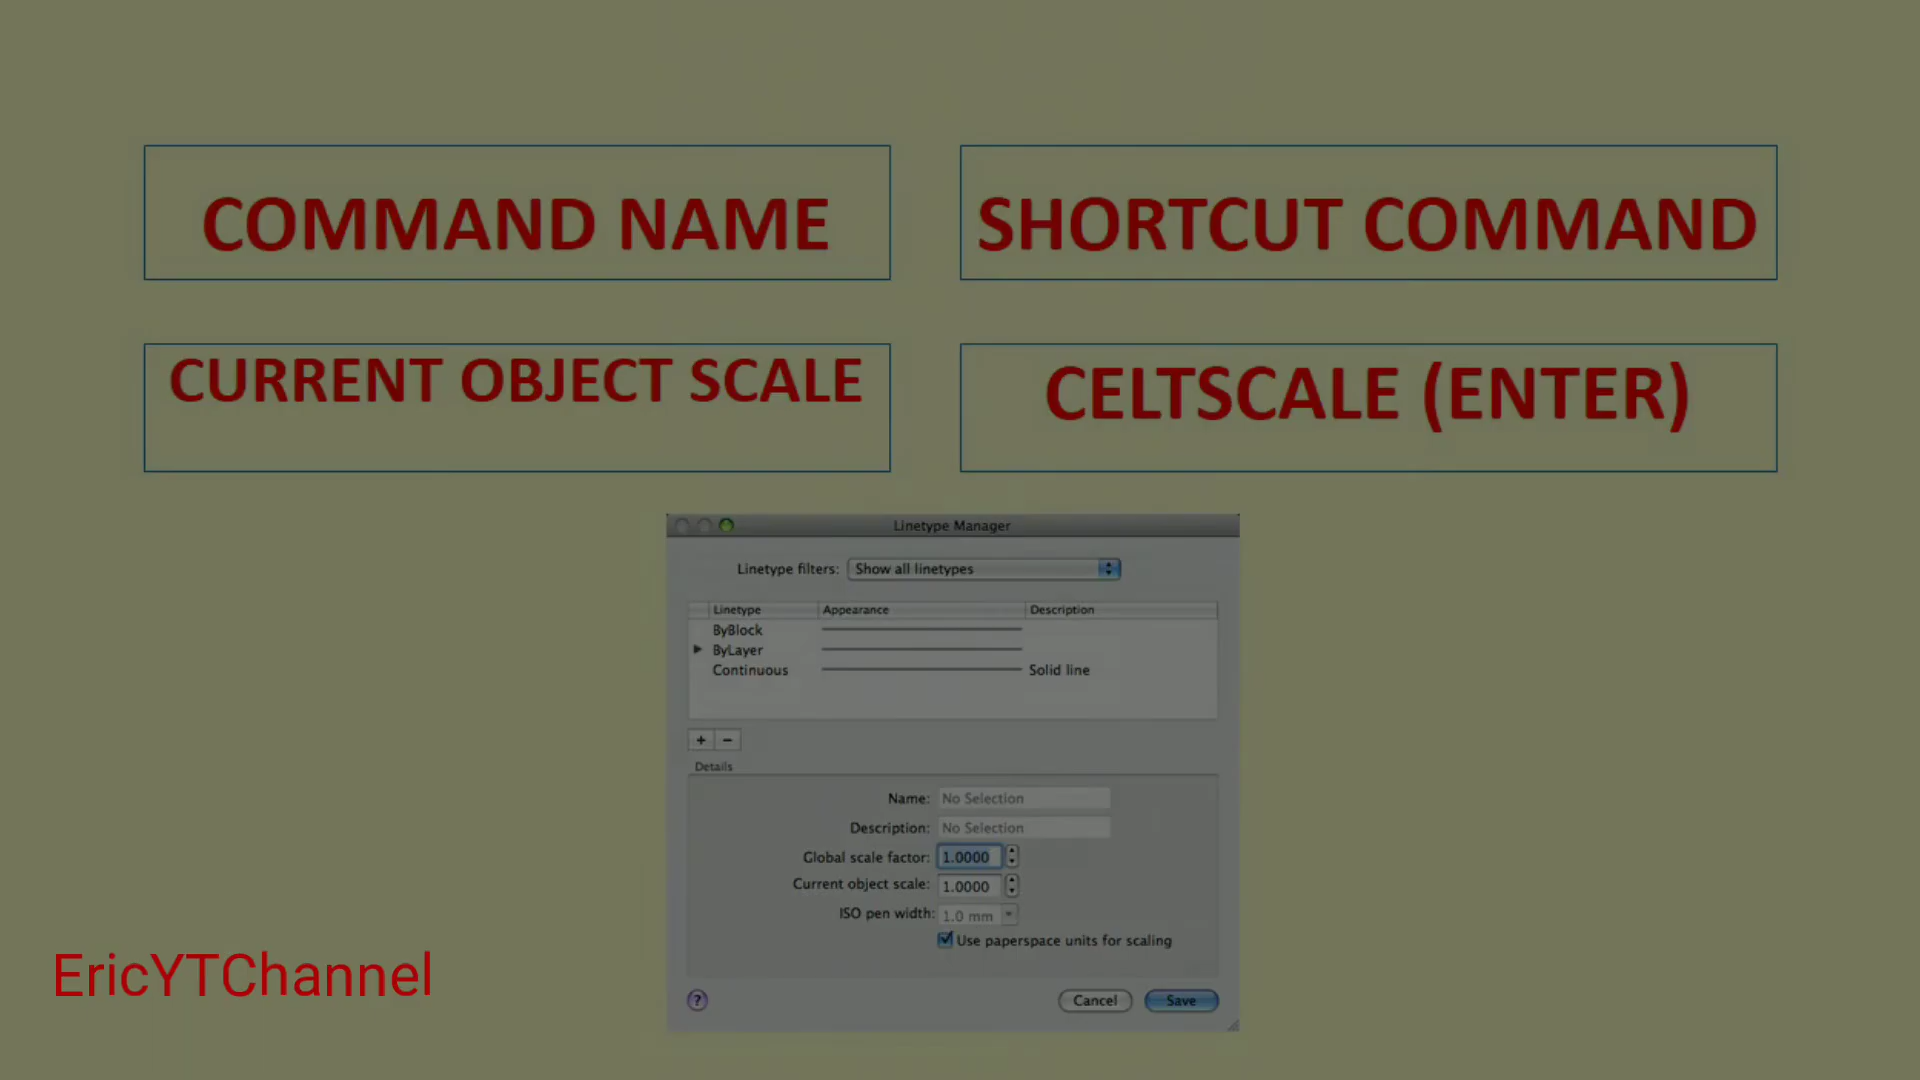 COMMAND NAME
SHORTCUT COMMAND
CURRENT OBJECT SCALE
CELTSCALE (ENTER)
Linetype Manager
Linetype filters: Show all linetypes
Linetype Appearance Description
ByBlock
ByLayer
Continuous Solid line
+ −
Details
Name: No Selection
Description: No Selection
Global scale factor: 1.0000
Current object scale: 1.0000
ISO pen width: 1.0 mm
Use paperspace units for scaling
? Cancel Save
EricYTChannel